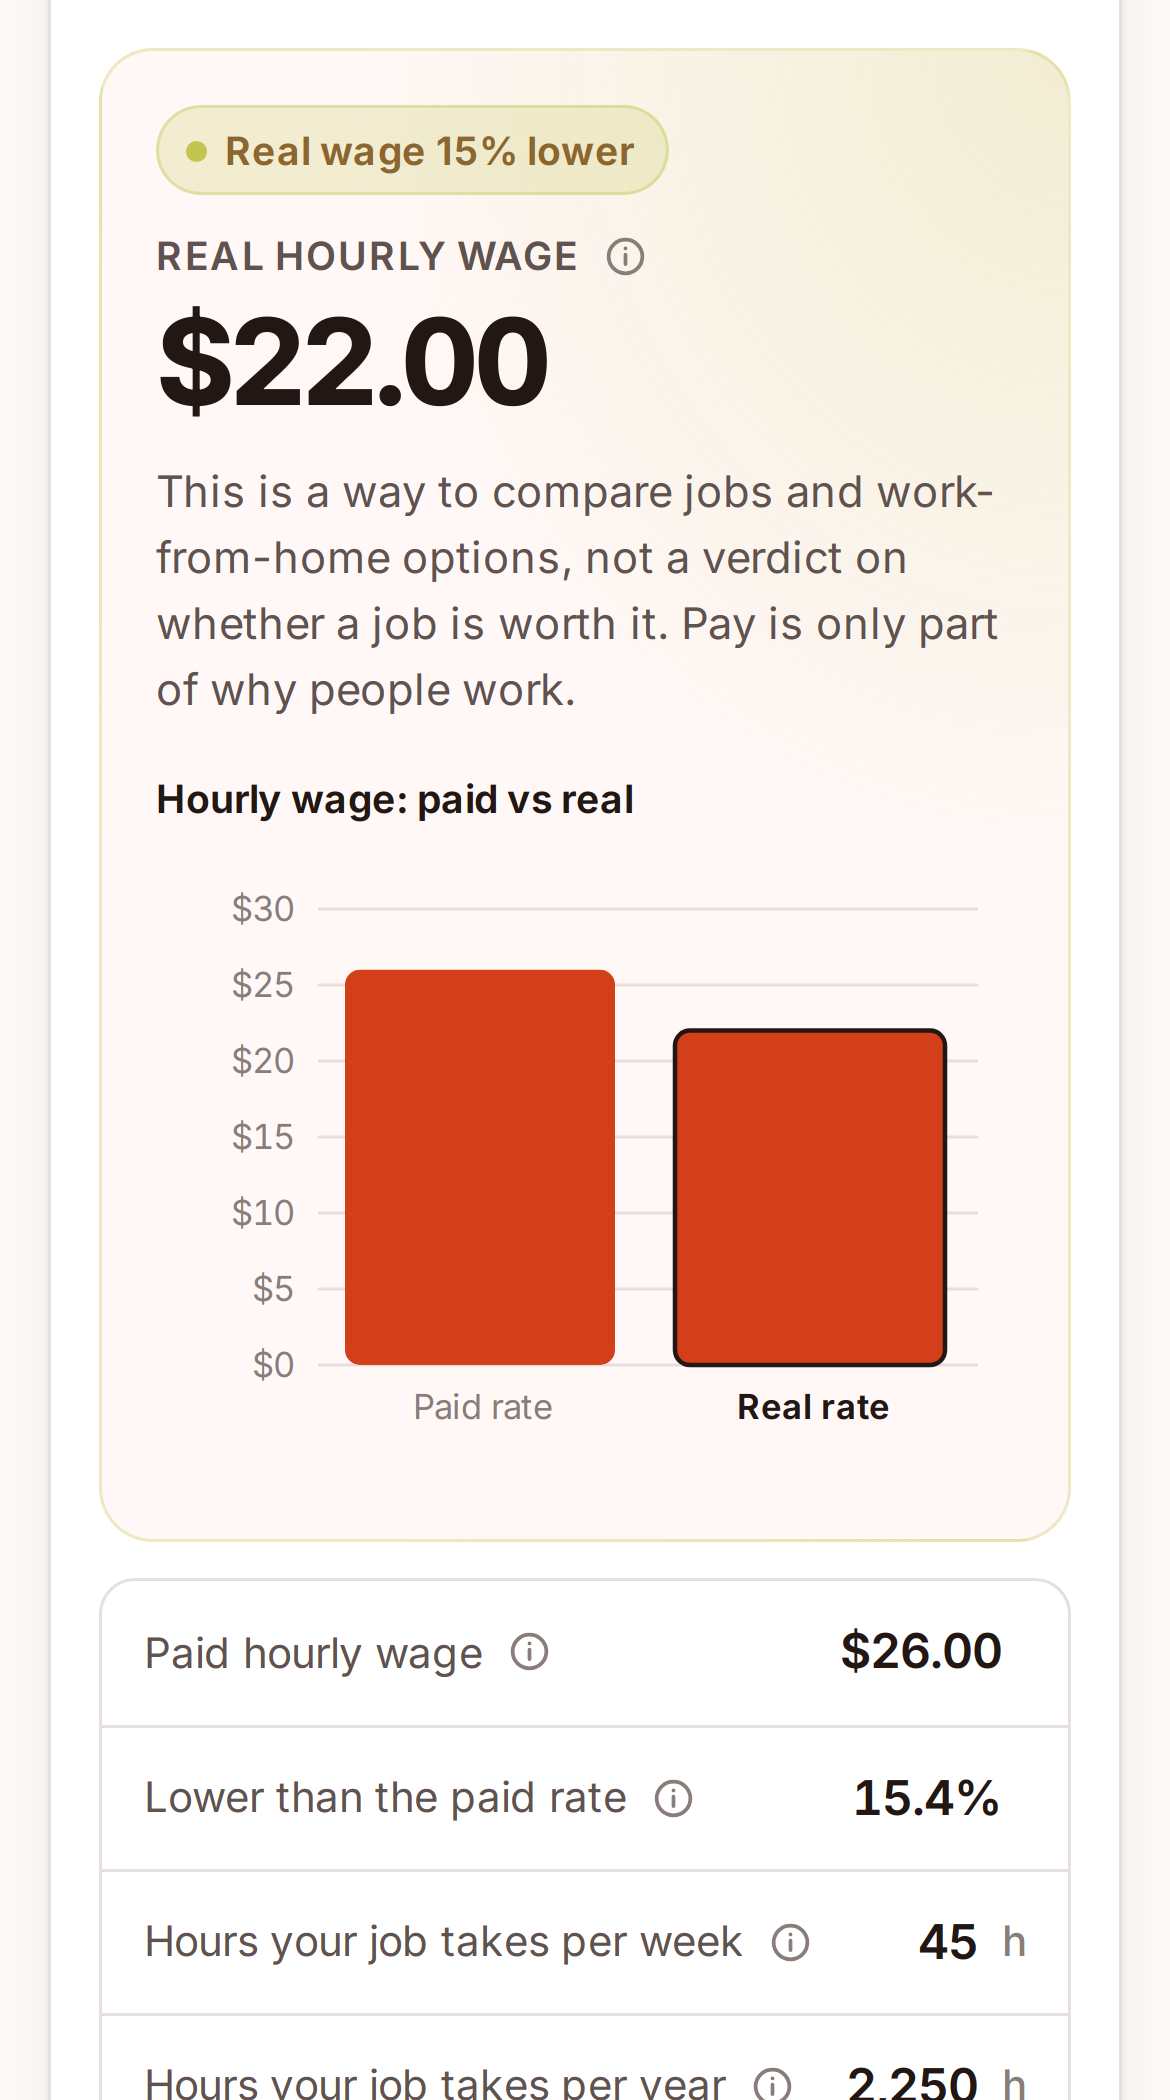 Real wage 15% lower
REAL HOURLY WAGE
$22.00
This is a way to compare jobs and work-
from-home options, not a verdict on
whether a job is worth it. Pay is only part
of why people work.
Hourly wage: paid vs real
$30
$25
$20
$15
$10
$5
$0
Paid rate Real rate
Paid hourly wage $26.00
Lower than the paid rate 15.4%
Hours your job takes per week 45 h
Hours your job takes per year 2,250 h